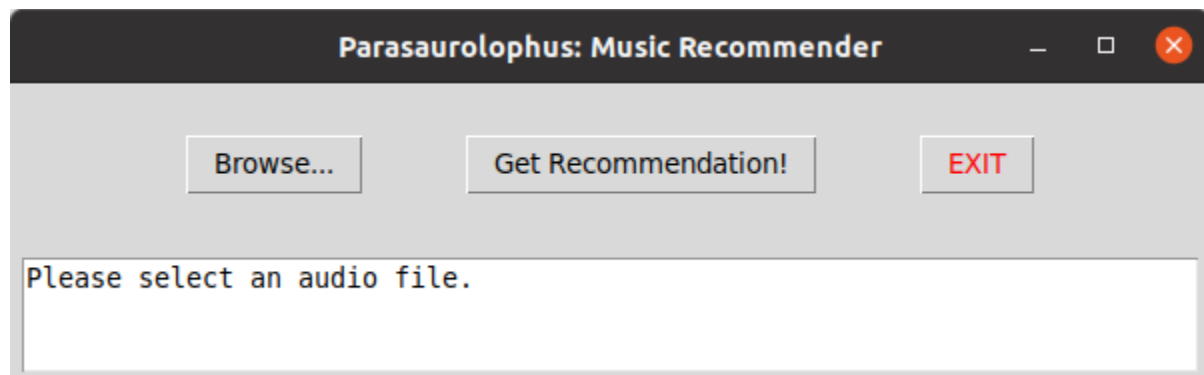 Parasaurolophus: Music Recommender
Browse... Get Recommendation! EXIT
Please select an audio file.